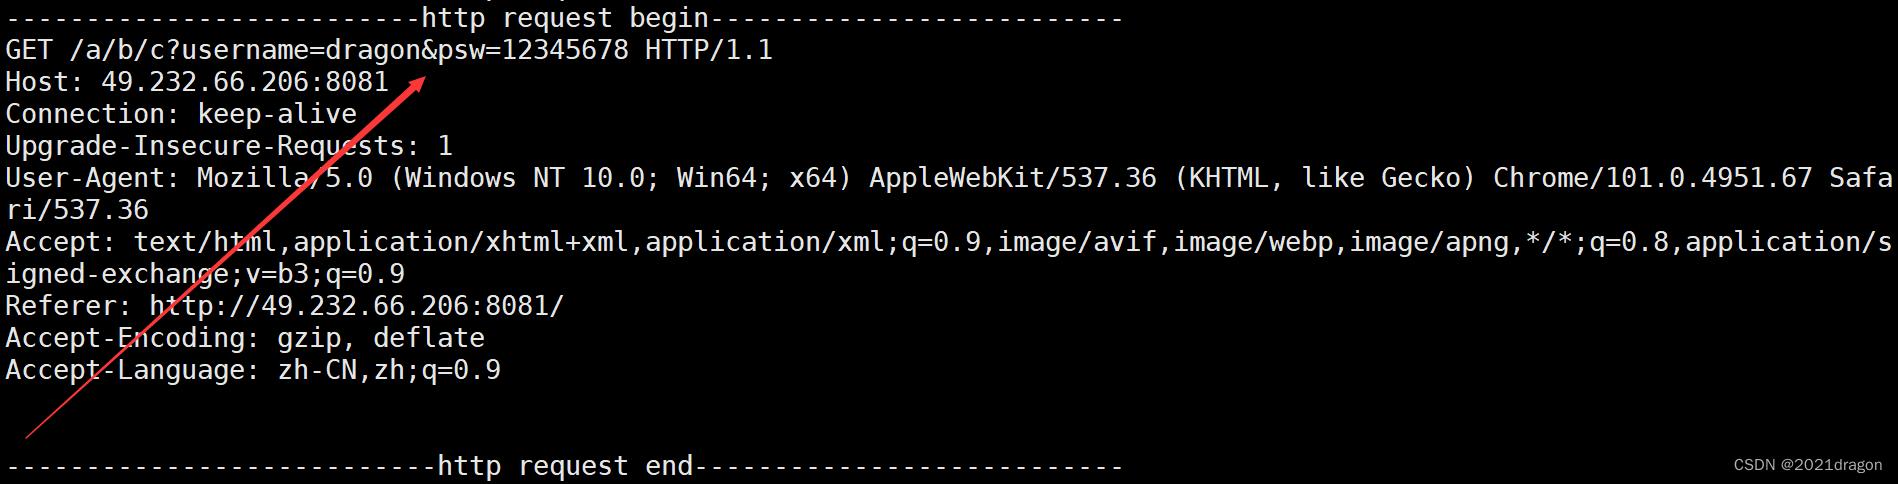 --------------------------http request begin--------------------------
GET /a/b/c?username=dragon&psw=12345678 HTTP/1.1
Host: 49.232.66.206:8081
Connection: keep-alive
Upgrade-Insecure-Requests: 1
User-Agent: Mozilla/5.0 (Windows NT 10.0; Win64; x64) AppleWebKit/537.36 (KHTML, like Gecko) Chrome/101.0.4951.67 Safa
ri/537.36
Accept: text/html,application/xhtml+xml,application/xml;q=0.9,image/avif,image/webp,image/apng,*/*;q=0.8,application/s
igned-exchange;v=b3;q=0.9
Referer: http://49.232.66.206:8081/
Accept-Encoding: gzip, deflate
Accept-Language: zh-CN,zh;q=0.9
---------------------------http request end---------------------------
CSDN @2021dragon